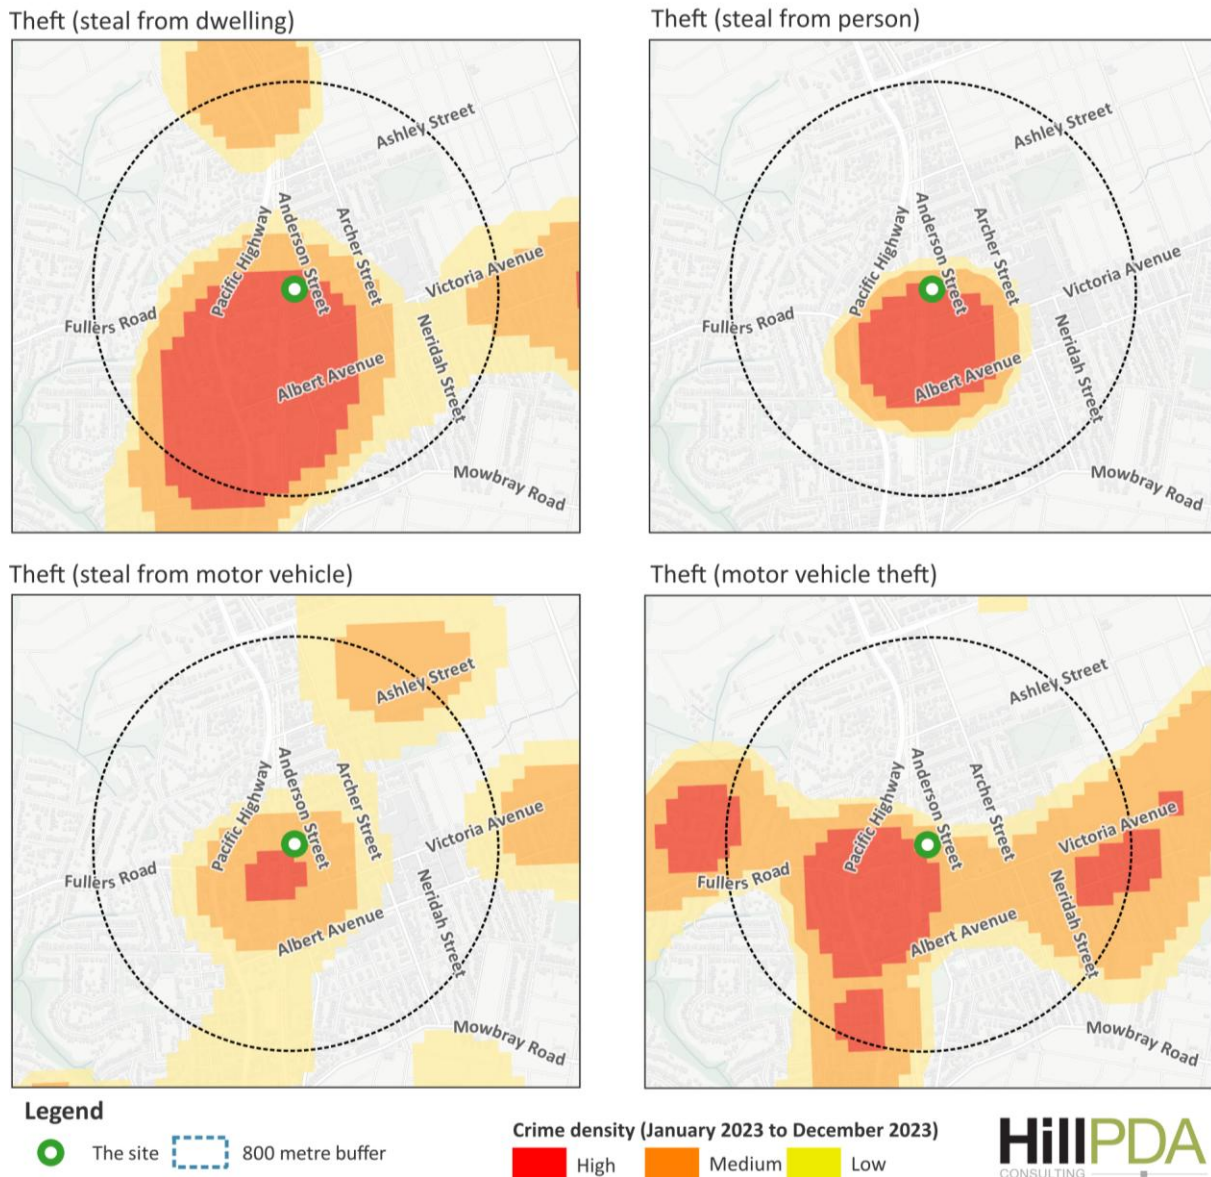 Theft (steal from dwelling)
Theft (steal from person)
Ashley Street
Pacific Highway
Anderson Street
Archer Street
Victoria Avenue
Fullers Road
Neridah Street
Albert Avenue
Mowbray Road
Ashley Street
Pacific Highway
Anderson Street
Archer Street
Victoria Avenue
Fullers Road
Neridah Street
Albert Avenue
Mowbray Road
Theft (steal from motor vehicle)
Theft (motor vehicle theft)
Ashley Street
Pacific Highway
Anderson Street
Archer Street
Victoria Avenue
Fullers Road
Neridah Street
Albert Avenue
Mowbray Road
Ashley Street
Pacific Highway
Anderson Street
Archer Street
Victoria Avenue
Fullers Road
Neridah Street
Albert Avenue
Mowbray Road
Legend
The site
800 metre buffer
Crime density (January 2023 to December 2023)
High
Medium
Low
HillPDA
CONSULTING